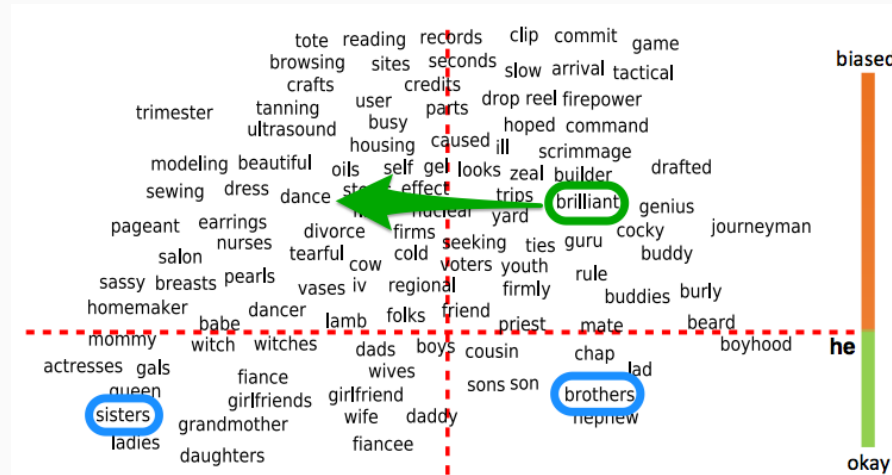 tote reading records clip commit game
browsing sites seconds slow arrival tactical biased
crafts credits
trimester tanning user parts drop reel firepower
ultrasound busy hoped command
housing caused ill scrimmage
modeling beautiful oils self gel looks zeal builder drafted
sewing dress dance effect trips brilliant genius
pageant earrings nuclear yard cocky journeyman
nurses divorce firms seeking ties guru buddy
salon tearful cow cold voters youth rule
sassy breasts pearls vases iv regional firmly buddies burly
homemaker dancer lamb folks friend
babe priest mate beard
mommy witch witches dads boys cousin chap boyhood he
actresses gals wives lad
queen fiance girlfriend sons son brothers
sisters girlfriends wife daddy nephew
grandmother
ladies daughters fiancee okay